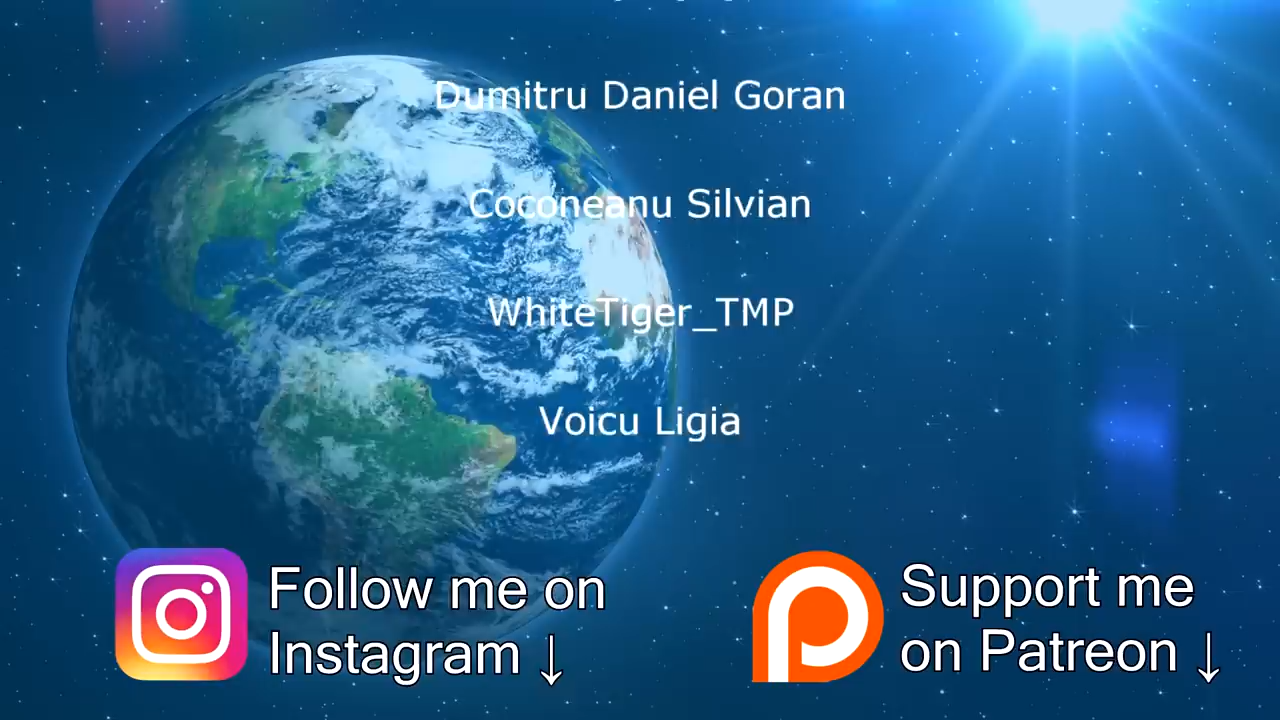 Dumitru Daniel Goran
Coconeanu Silvian
WhiteTiger_TMP
Voicu Ligia
Follow me on
Instagram ↓
Support me
on Patreon ↓